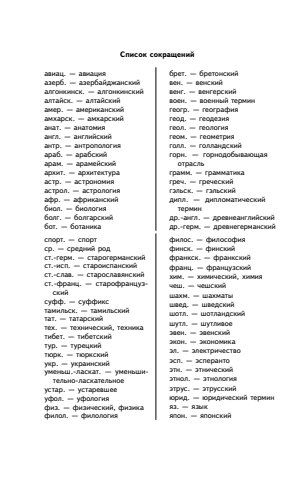 Список сокращений
авиац. — авиация
азерб. — азербайджанский
алгонкинск. — алгонкинский
алтайск. — алтайский
амер. — американский
амхарск. — амхарский
анат. — анатомия
англ. — английский
антр. — антропология
араб. — арабский
арам. — арамейский
архит. — архитектура
астр. — астрономия
астрол. — астрология
афр. — африканский
биол. — биология
болг. — болгарский
бот. — ботаника
брет. — бретонский
вен. — венский
венг. — венгерский
воен. — военный термин
геогр. — география
геод. — геодезия
геол. — геология
геом. — геометрия
голл. — голландский
горн. — горнодобывающая
отрасль
грамм. — грамматика
греч. — греческий
гэльск. — гэльский
дипл. — дипломатический
термин
др.-англ. — древнеанглийский
др.-герм. — древнегерманский
спорт. — спорт
ср. — средний род
ст.-герм. — старогерманский
ст.-исп. — староиспанский
ст.-слав. — старославянский
ст.-франц. — старофранцуз-
ский
суфф. — суффикс
тамильск. — тамильский
тат. — татарский
тех. — технический, техника
тибет. — тибетский
тур. — турецкий
тюрк. — тюркский
укр. — украинский
уменьш.-ласкат. — уменьши-
тельно-ласкательное
устар. — устаревшее
уфол. — уфология
физ. — физический, физика
филол. — филология
филос. — философия
финск. — финский
франкск. — франкский
франц. — французский
хим. — химический, химия
чеш. — чешский
шахм. — шахматы
швед. — шведский
шотл. — шотландский
шутл. — шутливое
эвен. — эвенский
экон. — экономика
эл. — электричество
эсп. — эсперанто
этн. — этнический
этнол. — этнология
этрус. — этрусский
юрид. — юридический термин
яз. — язык
япон. — японский